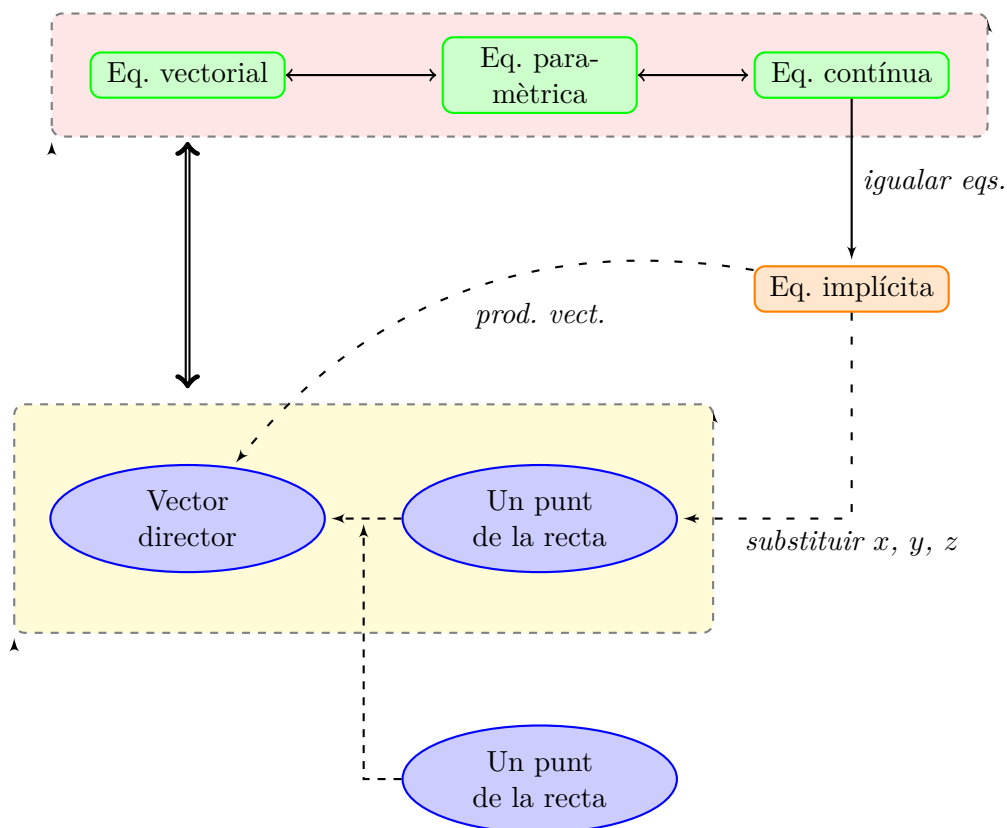 Eq. vectorial
Eq. para-
mètrica
Eq. contínua
igualar eqs.
Eq. implícita
prod. vect.
Vector
director
Un punt
de la recta
substituir x, y, z
Un punt
de la recta